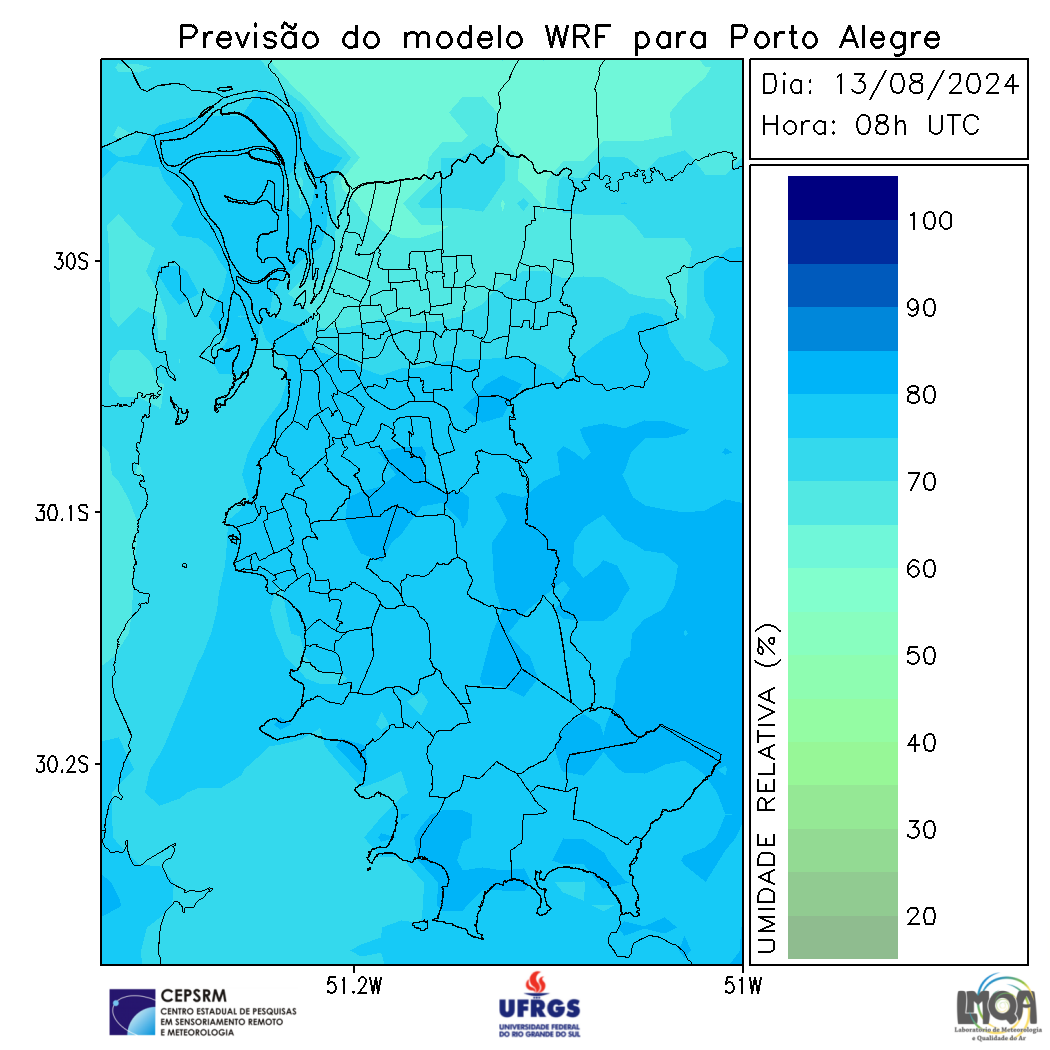 Previsão do modelo WRF para Porto Alegre
Dia: 13/08/2024
Hora: 08h UTC
30S
30.1S
30.2S
51.2W
51W
100
90
80
70
60
50
40
30
20
UMIDADE RELATIVA (%)
CEPSRM
CENTRO ESTADUAL DE PESQUISAS
EM SENSORIAMENTO REMOTO
E METEOROLOGIA
UFRGS
UNIVERSIDADE FEDERAL
DO RIO GRANDE DO SUL
LMQA
Laboratório de Meteorologia
e Qualidade do Ar